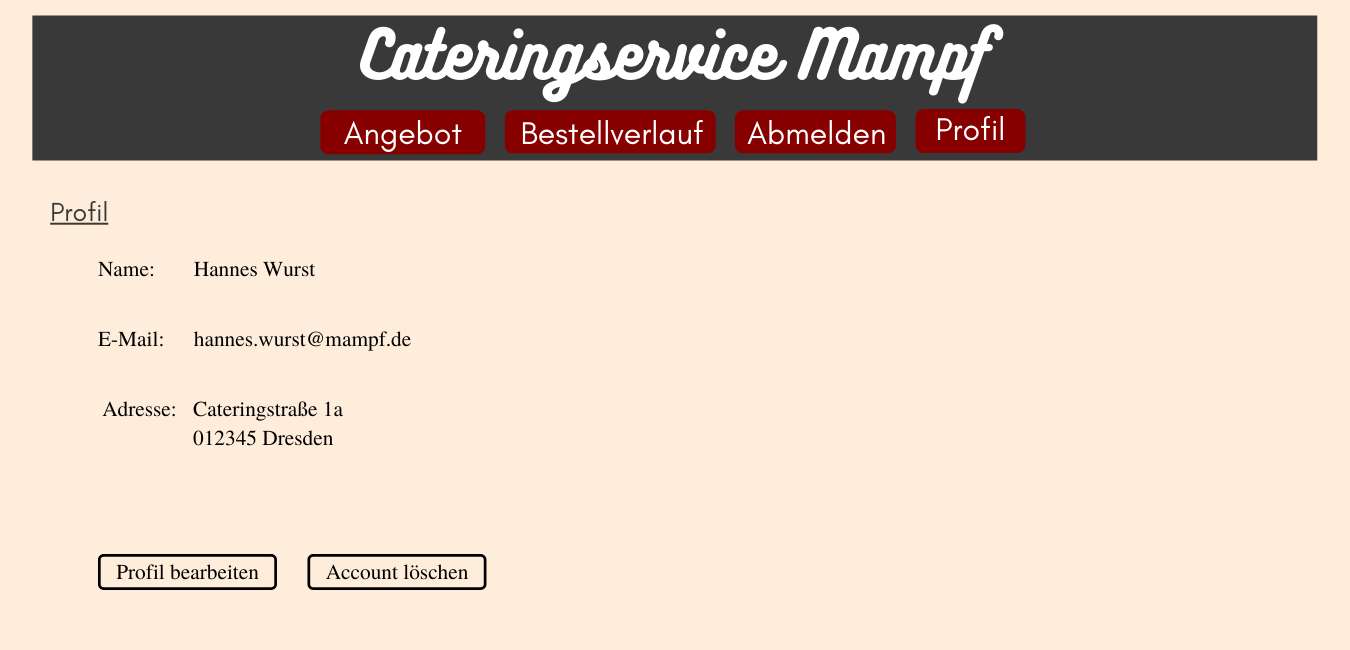 Cateringservice Mampf
Angebot Bestellverlauf Abmelden Profil
Profil
Name: Hannes Wurst
E-Mail: hannes.wurst@mampf.de
Adresse: Cateringstraße 1a
012345 Dresden
Profil bearbeiten Account löschen